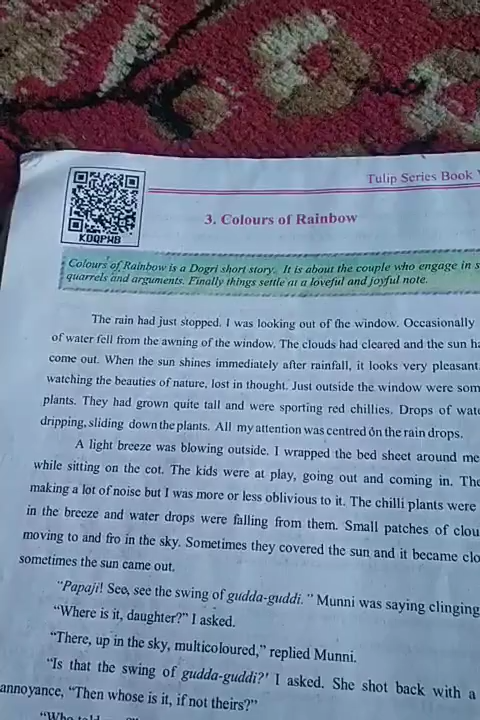 Tulip Series Book
KDQPWB
3. Colours of Rainbow
Colours of Rainbow is a Dogri short story. It is about the couple who engage in
quarrels and arguments. Finally things settle at a loveful and joyful note.
The rain had just stopped. I was looking out of the window. Occasionally
of water fell from the awning of the window. The clouds had cleared and the sun
come out. When the sun shines immediately after rainfall, it looks very pleasant
watching the beauties of nature, lost in thought. Just outside the window were
plants. They had grown quite tall and were sporting red chillies. Drops of
dripping, sliding down the plants. All my attention was centred on the rain drops.
A light breeze was blowing outside. I wrapped the bed sheet around me
while sitting on the cot. The kids were at play, going out and coming in.
making a lot of noise but I was more or less oblivious to it. The chilli plants were
in the breeze and water drops were falling from them. Small patches of
moving to and fro in the sky. Sometimes they covered the sun and it became
sometimes the sun came out.
"Papaji! See, see the swing of gudda-guddi." Munni was saying clinging
"Where is it, daughter?" I asked.
"There, up in the sky, multicoloured," replied Munni.
"Is that the swing of gudda-guddi?' I asked. She shot back with a
annoyance, "Then whose is it, if not theirs?"